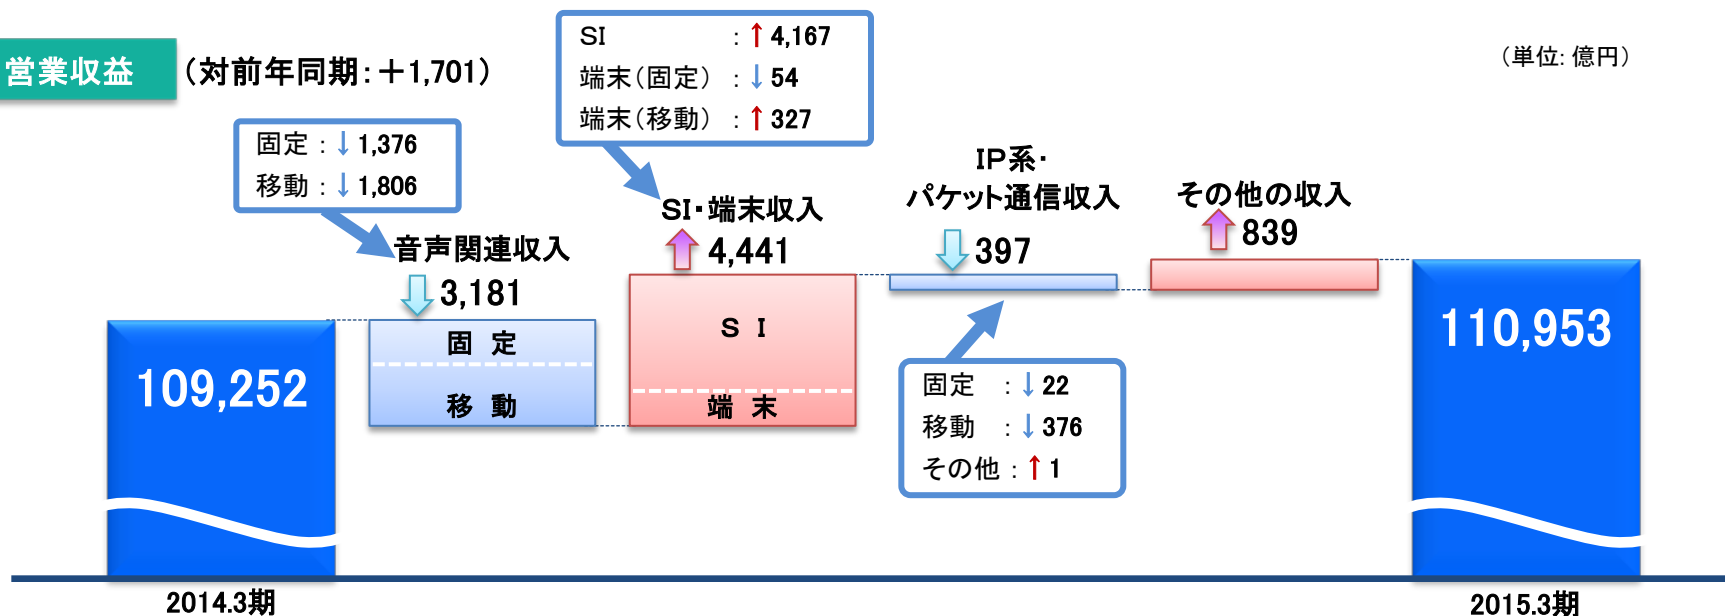 営業収益
(対前年同期:+1,701)
(単位: 億円)
SI : ↑ 4,167
端末(固定) : ↓ 54
端末(移動) : ↑ 327
固定 : ↓ 1,376
移動 : ↓ 1,806
音声関連収入
3,181
SI・端末収入
4,441
IP系・
パケット通信収入
397
その他の収入
839
109,252
固 定
移 動
S I
端 末
固定 : ↓ 22
移動 : ↓ 376
その他 : ↑ 1
110,953
2014.3期
2015.3期